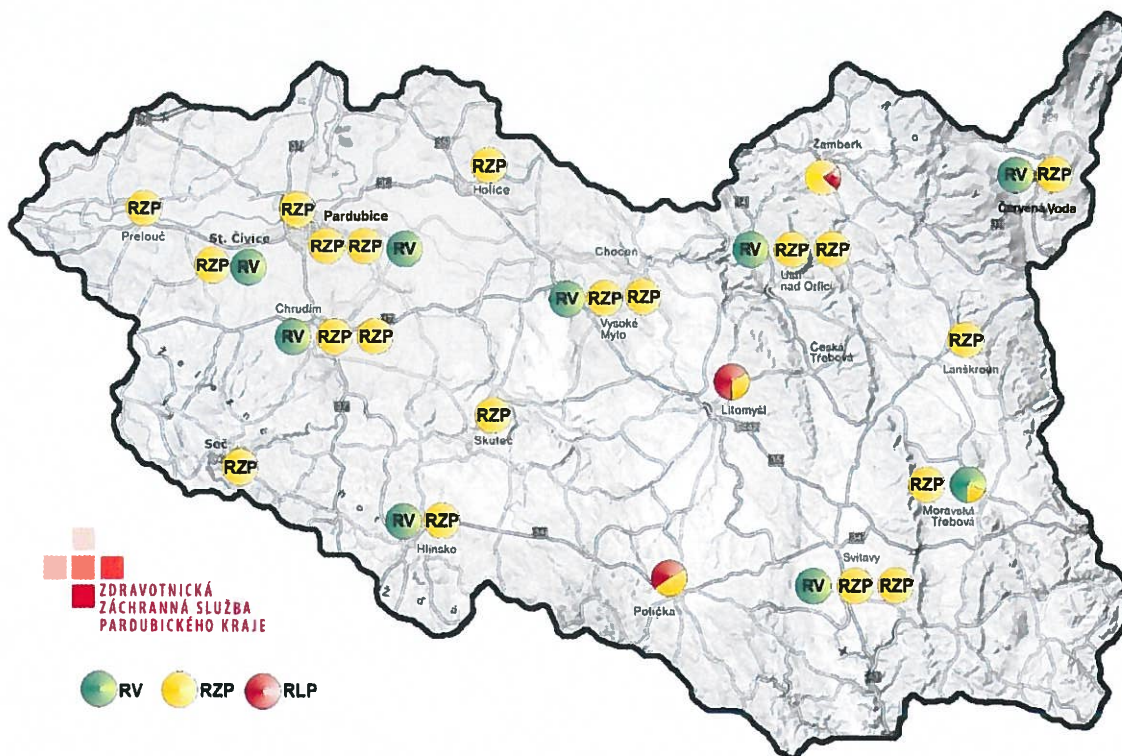 Žamberk
RZP
Holice
RV RZP
Červená Voda
RZP
Prelouč
RZP
Pardubice
RZP RZP RV
St. Čivice
RZP RV
Choceň
RV RZP RZP
Ústí
nad Orlicí
RV RZP RZP
Vysoké
Mýto
Chrudim
RV RZP RZP
Česká
Třebová
RZP
Lanškroun
Litomyšl
RZP
Skuteč
Seč
RZP
RZP
Moravská
Třebová
RV RZP
Hlinsko
Svitavy
RV RZP RZP
Polička
ZDRAVOTNICKÁ
ZÁCHRANNÁ SLUŽBA
PARDUBICKÉHO KRAJE
RV RZP RLP